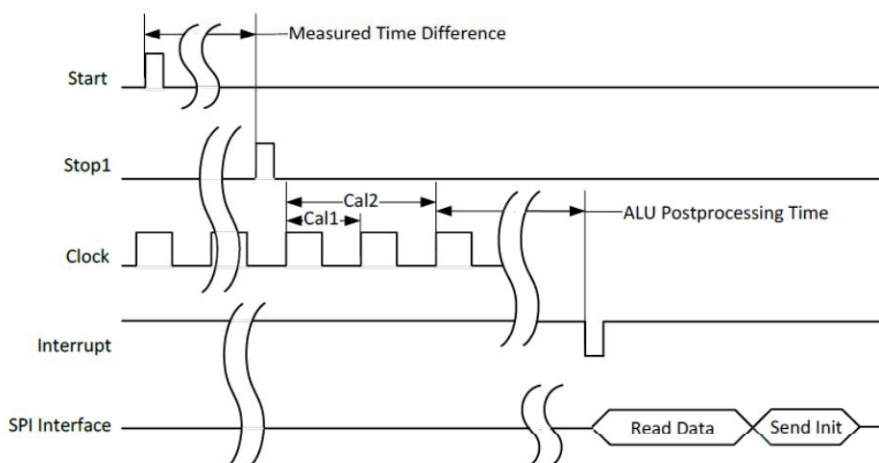 Measured Time Difference
Start
Stop1
Cal2
Cal1
ALU Postprocessing Time
Clock
Interrupt
SPI Interface
Read Data
Send Init